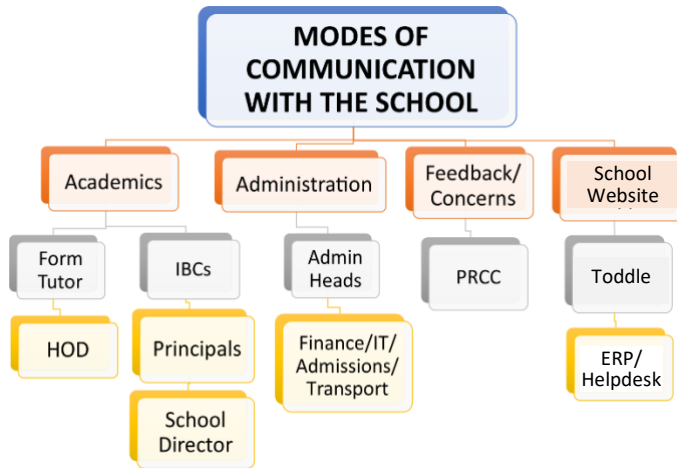 MODES OF
COMMUNICATION
WITH THE SCHOOL
Academics
Administration
Feedback/
Concerns
School
Website
Form
Tutor
IBCs
Admin
Heads
PRCC
Toddle
HOD
Principals
Finance/IT/
Admissions/
Transport
ERP/
Helpdesk
School
Director